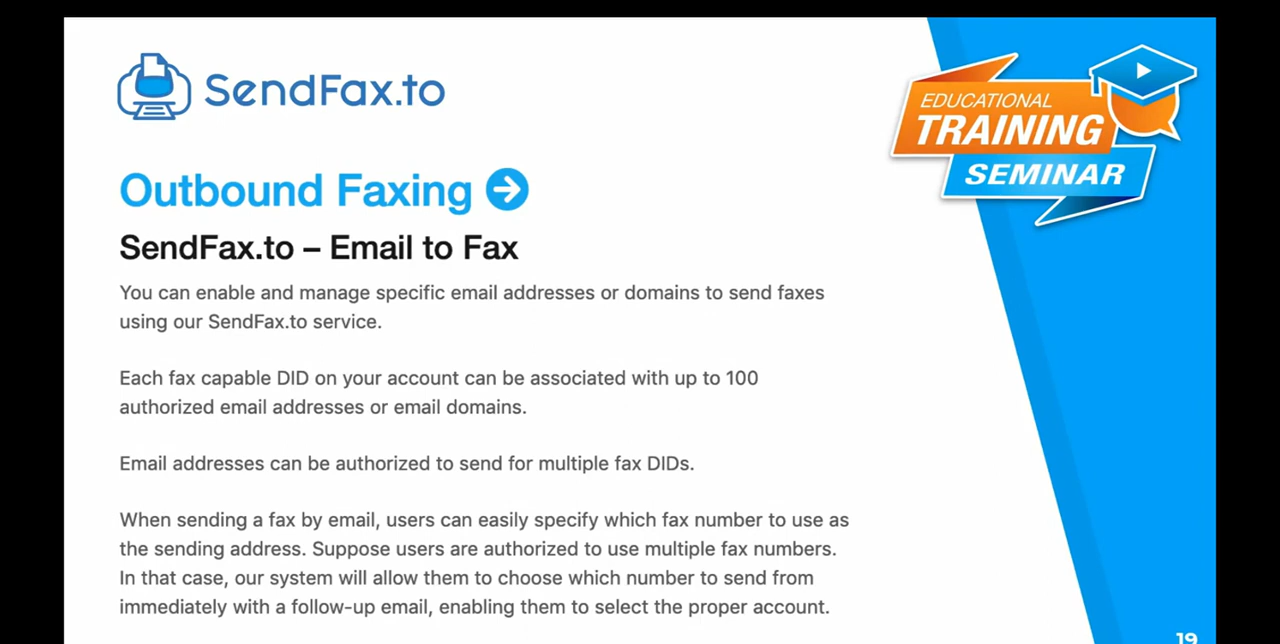 SendFax.to
EDUCATIONAL
TRAINING
SEMINAR
Outbound Faxing
SendFax.to – Email to Fax
You can enable and manage specific email addresses or domains to send faxes
using our SendFax.to service.
Each fax capable DID on your account can be associated with up to 100
authorized email addresses or email domains.
Email addresses can be authorized to send for multiple fax DIDs.
When sending a fax by email, users can easily specify which fax number to use as
the sending address. Suppose users are authorized to use multiple fax numbers.
In that case, our system will allow them to choose which number to send from
immediately with a follow-up email, enabling them to select the proper account.
19